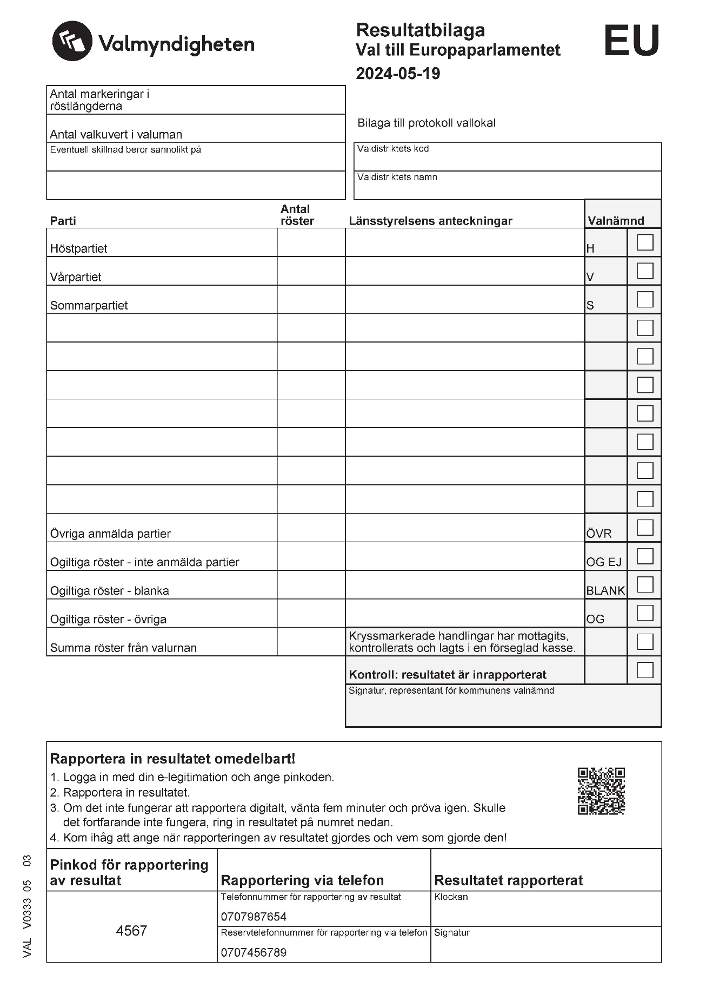 Valmyndigheten
Resultatbilaga
Val till Europaparlamentet
2024-05-19
EU
Antal markeringar i
röstlängderna
Antal valkuvert i valurnan
Eventuell skillnad beror sannolikt på
Bilaga till protokoll vallokal
Valdistriktets kod
Valdistriktets namn
Parti
Antal
röster
Länsstyrelsens anteckningar
Valnämnd
Höstpartiet H
Vårpartiet V
Sommarpartiet S
Övriga anmälda partier ÖVR
Ogiltiga röster - inte anmälda partier OG EJ
Ogiltiga röster - blanka BLANK
Ogiltiga röster - övriga OG
Summa röster från valurnan
Kryssmarkerade handlingar har mottagits,
kontrollerats och lagts i en förseglad kasse.
Kontroll: resultatet är inrapporterat
Signatur, representant för kommunens valnämnd
Rapportera in resultatet omedelbart!
1. Logga in med din e-legitimation och ange pinkoden.
2. Rapportera in resultatet.
3. Om det inte fungerar att rapportera digitalt, vänta fem minuter och pröva igen. Skulle
det fortfarande inte fungera, ring in resultatet på numret nedan.
4. Kom ihåg att ange när rapporteringen av resultatet gjordes och vem som gjorde den!
Pinkod för rapportering
av resultat
4567
Rapportering via telefon
Telefonnummer för rapportering av resultat
0707987654
Reservtelefonnummer för rapportering via telefon
0707456789
Resultatet rapporterat
Klockan
Signatur
VAL V0333 05 03